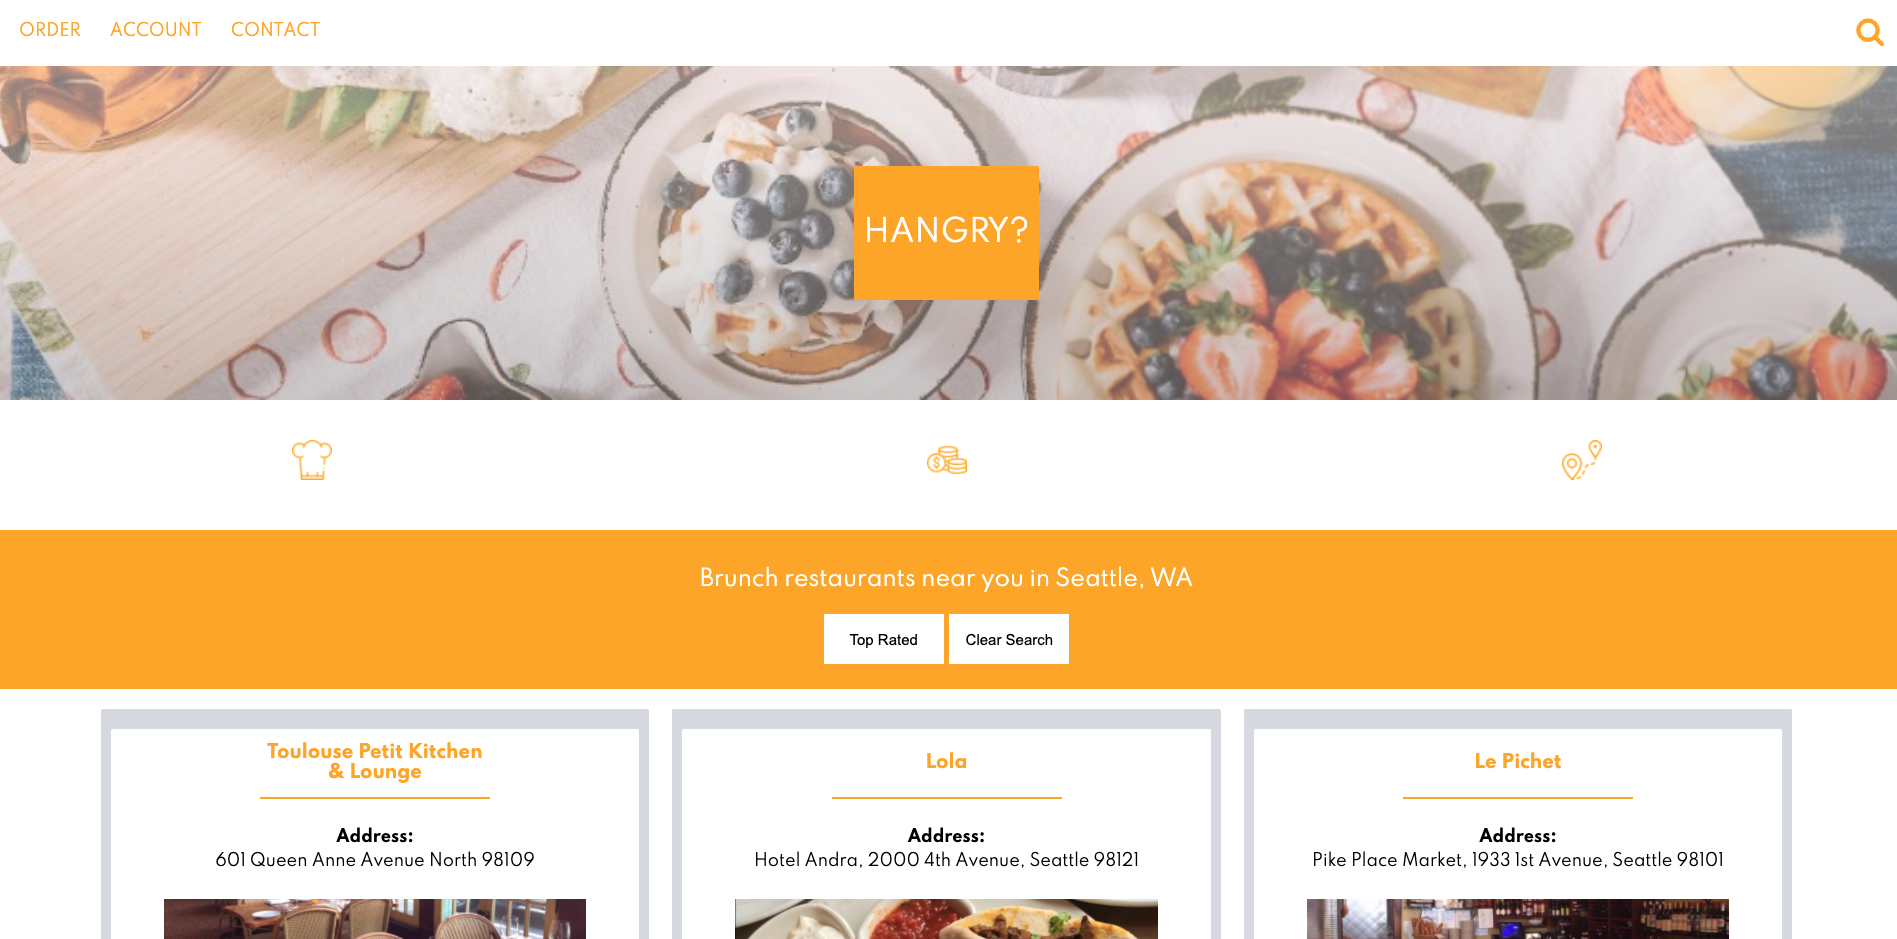 ORDER ACCOUNT CONTACT
HANGRY?
Brunch restaurants near you in Seattle, WA
Top Rated Clear Search
Toulouse Petit Kitchen
& Lounge
Address:
601 Queen Anne Avenue North 98109
Lola
Address:
Hotel Andra, 2000 4th Avenue, Seattle 98121
Le Pichet
Address:
Pike Place Market, 1933 1st Avenue, Seattle 98101